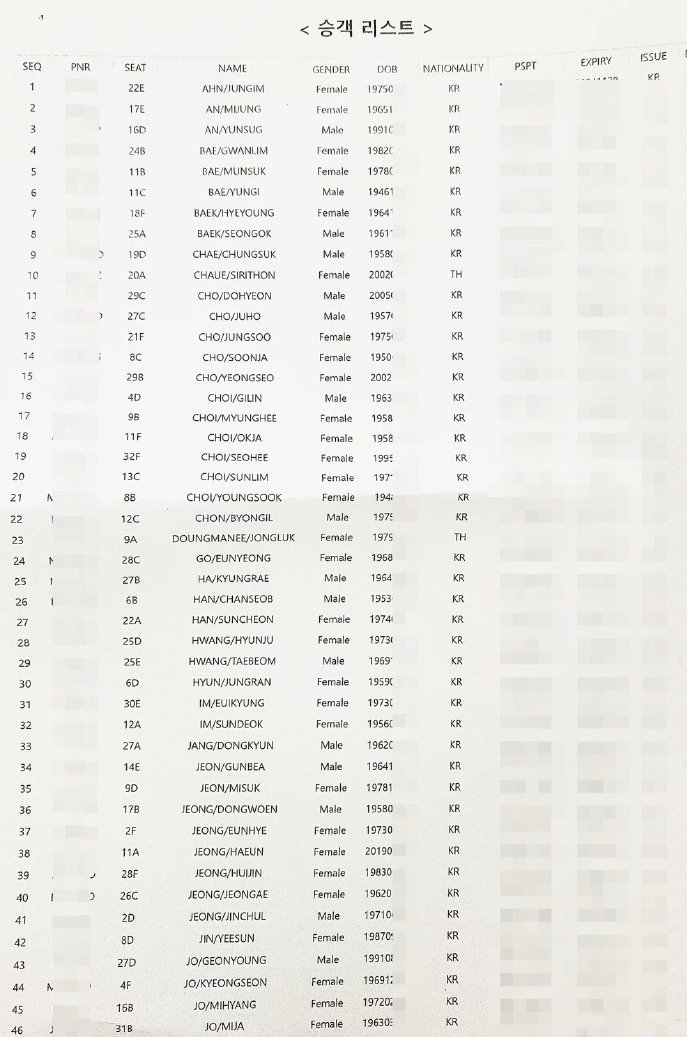 < 승객 리스트 >
SEQ PNR SEAT NAME GENDER DOB NATIONALITY PSPT EXPIRY ISSUE
1 22E AHN/JUNGIM Female 19750 KR KR
2 17E AN/MIJUNG Female 19651 KR
3 16D AN/YUNSUG Male 1991 KR
4 24B BAE/GWANLIM Female 1982 KR
5 11B BAE/MUNSUK Female 1978 KR
6 11C BAE/YUNGI Male 19461 KR
7 18F BAEK/HYEYOUNG Female 1964 KR
8 25A BAEK/SEONGOK Male 1961 KR
9 19D CHAE/CHUNGSUK Male 1958 KR
10 20A CHAUE/SIRITHON Female 2002 TH
11 29C CHO/DOHYEON Male 2005 KR
12 27C CHO/JUHO Male 1957 KR
13 21F CHO/JUNGSOO Female 1975 KR
14 8C CHO/SOONJA Female 1950 KR
15 29B CHO/YEONGSEO Female 2002 KR
16 4D CHOI/GILIN Male 1963 KR
17 9B CHOI/MYUNGHEE Female 1958 KR
18 11F CHOI/OKJA Female 1958 KR
19 32F CHOI/SEOHEE Female 1995 KR
20 13C CHOI/SUNLIM Female 197 KR
21 8B CHOI/YOUNGSOOK Female 194 KR
22 12C CHON/BYONGIL Male 1975 KR
23 9A DOUNGMANEE/JONGLUK Female 1979 TH
24 28C GO/EUNYEONG Female 1968 KR
25 27B HA/KYUNGRAE Male 1964 KR
26 6B HAN/CHANSEOB Male 1953 KR
27 22A HAN/SUNCHEON Female 1974 KR
28 25D HWANG/HYUNJU Female 1973 KR
29 25E HWANG/TAEBEOM Male 1969 KR
30 6D HYUN/JUNGRAN Female 1959 KR
31 30E IM/EUIKYUNG Female 1973 KR
32 12A IM/SUNDEOK Female 1956 KR
33 27A JANG/DONGKYUN Male 1962 KR
34 14E JEON/GUNBEA Male 19641 KR
35 9D JEON/MISUK Female 19781 KR
36 17B JEONG/DONGWOEN Male 19580 KR
37 2F JEONG/EUNHYE Female 19730 KR
38 11A JEONG/HAEUN Female 20190 KR
39 28F JEONG/HUIJIN Female 19830 KR
40 26C JEONG/JEONGAE Female 19620 KR
41 2D JEONG/JINCHUL Male 19710 KR
42 8D JIN/YEESUN Female 19870 KR
43 27D JO/GEONYOUNG Male 19910 KR
44 4F JO/KYEONGSEON Female 196912 KR
45 16B JO/MIHYANG Female 19720 KR
46 31B JO/MIJA Female 19630 KR